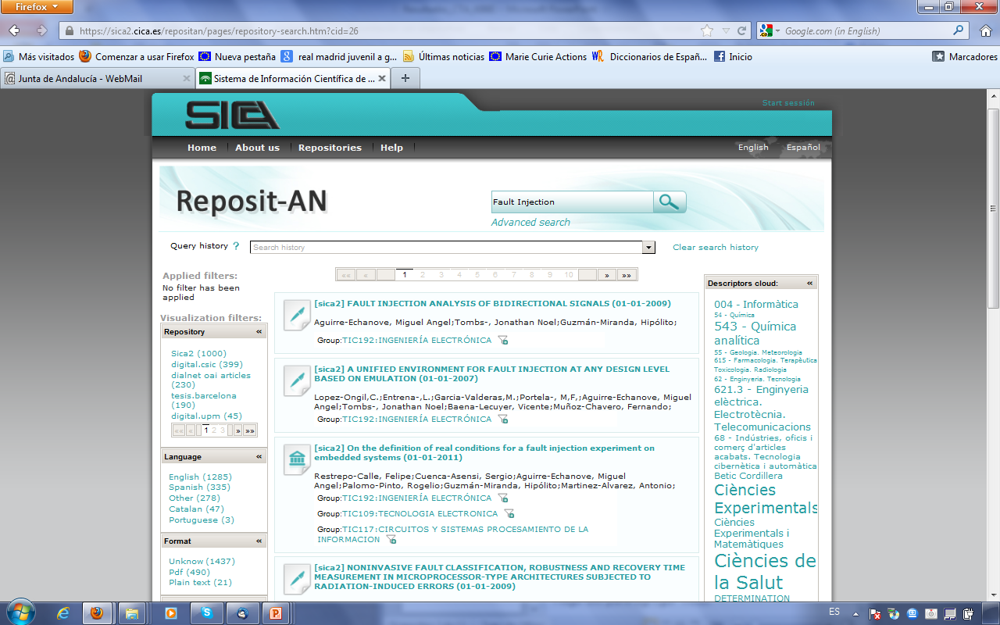 Firefox
https://sica2.cica.es/repositan/pages/repository-search.htm?cid=26
Google.com (in English)
Más visitados
Comenzar a usar Firefox
Nueva pestaña
real madrid juvenil a g...
Últimas noticias
Marie Curie Actions
Diccionarios de Españ...
Inicio
Marcadores
Junta de Andalucía - WebMail
Sistema de Información Científica de ...
SICA
Start sessión
Home
About us
Repositories
Help
English
Español
Reposit-AN
Fault Injection
Advanced search
Query history ?
Search history
Clear search history
Applied filters:
No filter has been
applied
Visualization filters:
Repository «
Sica2 (1000)
digital.csic (399)
dialnet oai articles
(230)
tesis.barcelona
(190)
digital.upm (45)
«« « 1 2 3 » »»
Language «
English (1285)
Spanish (335)
Other (278)
Catalan (47)
Portuguese (3)
Format «
Unknow (1437)
Pdf (490)
Plain text (21)
«« « 1 2 3 4 5 6 7 8 9 10 » »»
[sica2] FAULT INJECTION ANALYSIS OF BIDIRECTIONAL SIGNALS (01-01-2009)
Aguirre-Echanove, Miguel Angel;Tombs-, Jonathan Noel;Guzmán-Miranda, Hipólito;
Group:TIC192:INGENIERÍA ELECTRÓNICA
[sica2] A UNIFIED ENVIRONMENT FOR FAULT INJECTION AT ANY DESIGN LEVEL
BASED ON EMULATION (01-01-2007)
Lopez-Ongil,C.;Entrena-,L.;Garcia-Valderas,M.;Portela-, M,F,;Aguirre-Echanove, Miguel
Angel;Tombs-, Jonathan Noel;Baena-Lecuyer, Vicente;Muñoz-Chavero, Fernando;
Group:TIC192:INGENIERÍA ELECTRÓNICA
[sica2] On the definition of real conditions for a fault injection experiment on
embedded systems (01-01-2011)
Restrepo-Calle, Felipe;Cuenca-Asensi, Sergio;Aguirre-Echanove, Miguel
Angel;Palomo-Pinto, Rogelio;Guzmán-Miranda, Hipólito;Martinez-Alvarez, Antonio;
Group:TIC192:INGENIERÍA ELECTRÓNICA
Group:TIC109:TECNOLOGIA ELECTRONICA
Group:TIC117:CIRCUITOS Y SISTEMAS PROCESAMIENTO DE LA
INFORMACION
[sica2] NONINVASIVE FAULT CLASSIFICATION, ROBUSTNESS AND RECOVERY TIME
MEASUREMENT IN MICROPROCESSOR-TYPE ARCHITECTURES SUBJECTED TO
RADIATION-INDUCED ERRORS (01-01-2009)
Descriptors cloud: «
004 - Informàtica
54 - Química
543 - Química
analítica
55 - Geologia. Meteorologia
615 - Farmacologia. Terapèutica
Toxicologia. Radiologia
62 - Enginyeria. Tecnologia
621.3 - Enginyeria
elèctrica.
Electrotècnia.
Telecomunicacions
68 - Indústries, oficis i
comerç d'articles
acabats. Tecnologia
cibernètica i automàtica
Betic Cordillera
Ciències
Experimentals
Ciències
Experimentals i
Matemàtiques
Ciències de
la Salut
DETERMINATION
ES